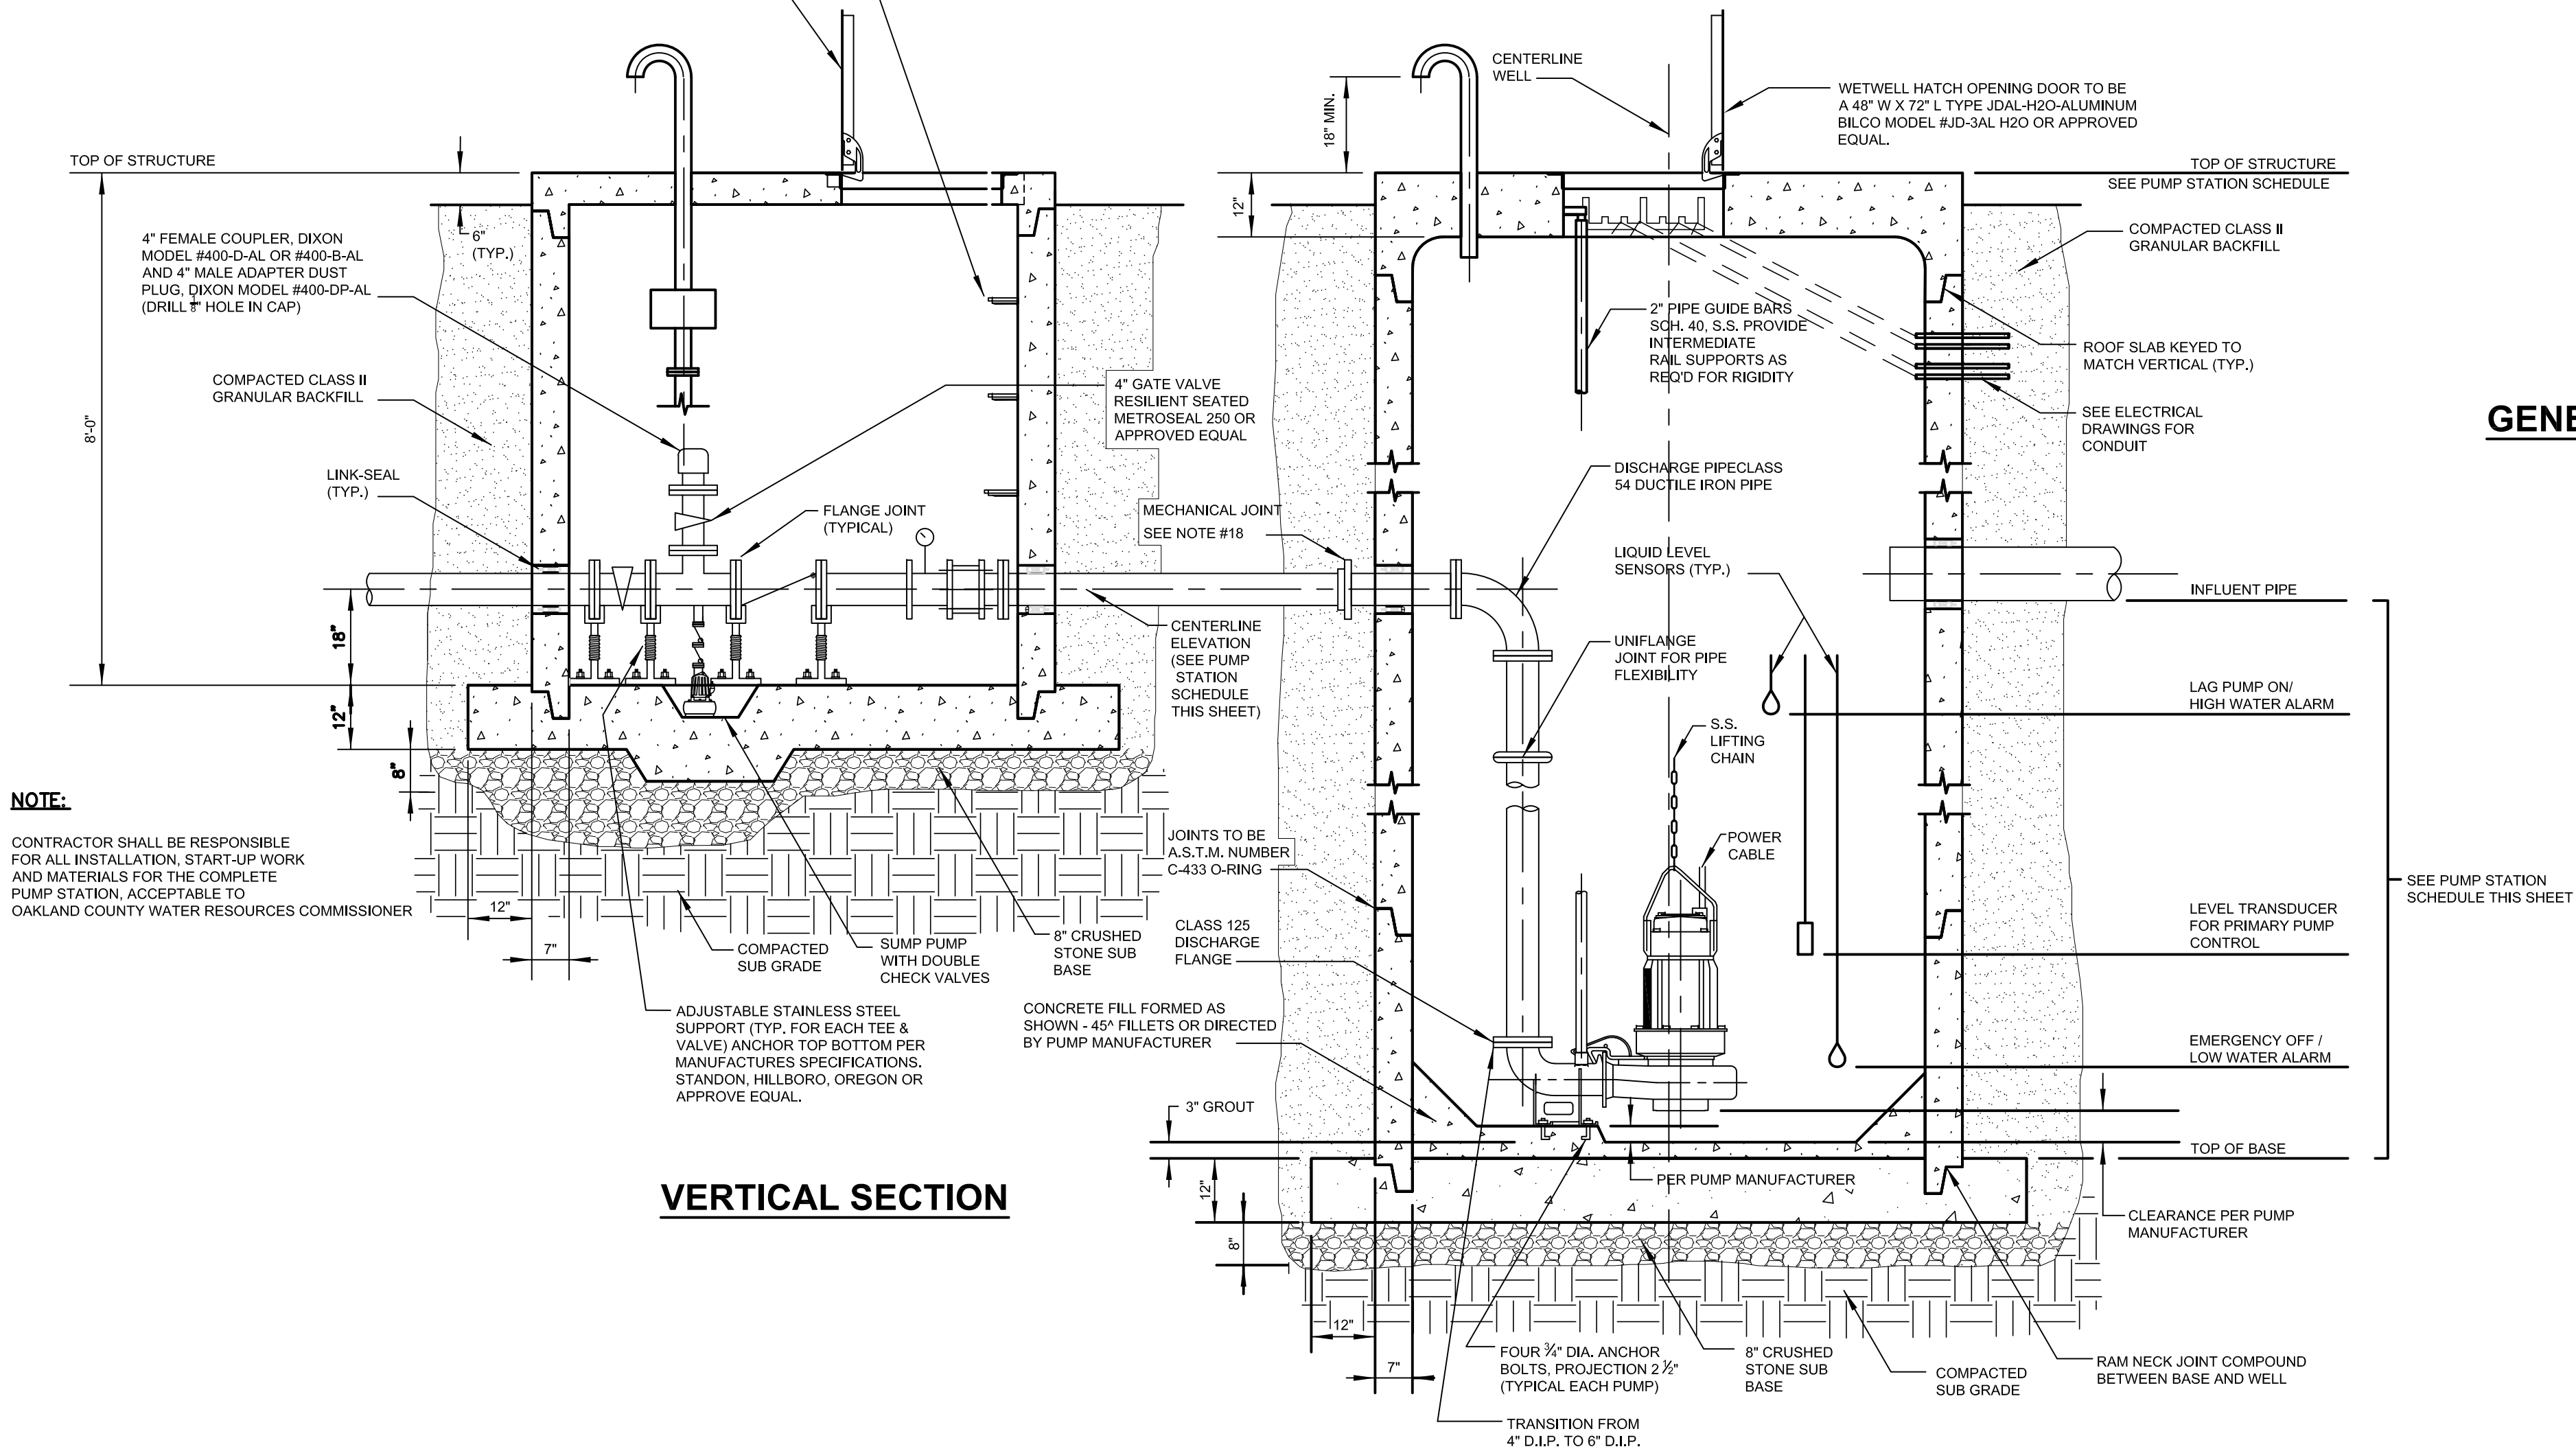 TOP OF STRUCTURE
8'-0"
6"
(TYP.)
4" FEMALE COUPLER, DIXON
MODEL #400-D-AL OR #400-B-AL
AND 4" MALE ADAPTER DUST
PLUG, DIXON MODEL #400-DP-AL
(DRILL 1/8" HOLE IN CAP)
COMPACTED CLASS II
GRANULAR BACKFILL
LINK-SEAL
(TYP.)
4" GATE VALVE
RESILIENT SEATED
METROSEAL 250 OR
APPROVED EQUAL
FLANGE JOINT
(TYPICAL)
MECHANICAL JOINT
SEE NOTE #18
CENTERLINE
ELEVATION
(SEE PUMP
STATION
SCHEDULE
THIS SHEET)
18"
12"
8"
NOTE:
CONTRACTOR SHALL BE RESPONSIBLE
FOR ALL INSTALLATION, START-UP WORK
AND MATERIALS FOR THE COMPLETE
PUMP STATION, ACCEPTABLE TO
OAKLAND COUNTY WATER RESOURCES COMMISSIONER
12"
7"
COMPACTED
SUB GRADE
SUMP PUMP
WITH DOUBLE
CHECK VALVES
8" CRUSHED
STONE SUB
BASE
ADJUSTABLE STAINLESS STEEL
SUPPORT (TYP. FOR EACH TEE &
VALVE) ANCHOR TOP BOTTOM PER
MANUFACTURES SPECIFICATIONS.
STANDON, HILLBORO, OREGON OR
APPROVE EQUAL.
VERTICAL SECTION
18" MIN.
12"
CENTERLINE
WELL
WETWELL HATCH OPENING DOOR TO BE
A 48" W X 72" L TYPE JDAL-H2O-ALUMINUM
BILCO MODEL #JD-3AL H2O OR APPROVED
EQUAL.
TOP OF STRUCTURE
SEE PUMP STATION SCHEDULE
COMPACTED CLASS II
GRANULAR BACKFILL
2" PIPE GUIDE BARS
SCH. 40, S.S. PROVIDE
INTERMEDIATE
RAIL SUPPORTS AS
REQ'D FOR RIGIDITY
ROOF SLAB KEYED TO
MATCH VERTICAL (TYP.)
SEE ELECTRICAL
DRAWINGS FOR
CONDUIT
GENE
DISCHARGE PIPECLASS
54 DUCTILE IRON PIPE
LIQUID LEVEL
SENSORS (TYP.)
UNIFLANGE
JOINT FOR PIPE
FLEXIBILITY
INFLUENT PIPE
LAG PUMP ON/
HIGH WATER ALARM
S.S.
LIFTING
CHAIN
POWER
CABLE
JOINTS TO BE
A.S.T.M. NUMBER
C-433 O-RING
CLASS 125
DISCHARGE
FLANGE
CONCRETE FILL FORMED AS
SHOWN - 45^ FILLETS OR DIRECTED
BY PUMP MANUFACTURER
SEE PUMP STATION
SCHEDULE THIS SHEET
LEVEL TRANSDUCER
FOR PRIMARY PUMP
CONTROL
EMERGENCY OFF /
LOW WATER ALARM
3" GROUT
TOP OF BASE
PER PUMP MANUFACTURER
12"
8"
CLEARANCE PER PUMP
MANUFACTURER
12"
7"
FOUR 3/4" DIA. ANCHOR
BOLTS, PROJECTION 2 1/2"
(TYPICAL EACH PUMP)
8" CRUSHED
STONE SUB
BASE
COMPACTED
SUB GRADE
RAM NECK JOINT COMPOUND
BETWEEN BASE AND WELL
TRANSITION FROM
4" D.I.P. TO 6" D.I.P.